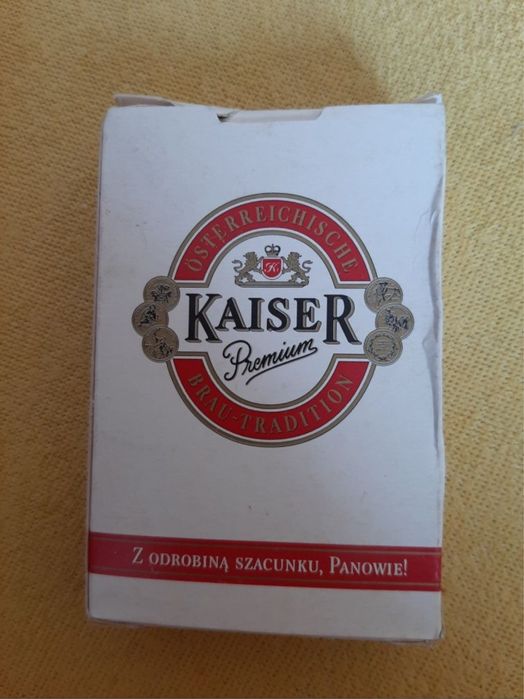 ÖSTERREICHISCHE
K
KAISER
Premium
BRAU-TRADITION
Z ODROBINĄ SZACUNKU, PANOWIE!